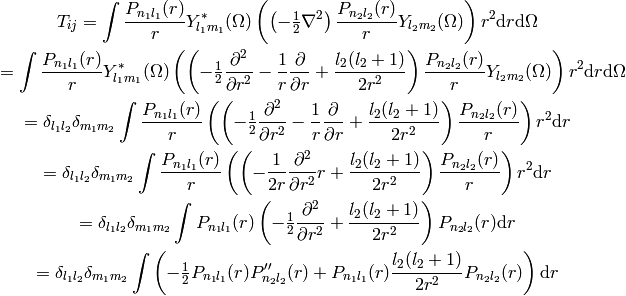 T_{ij} = \int \frac{P_{n_1 l_1}(r)}{r} Y^*_{l_1 m_1}(\Omega) \left( \left( -\frac{1}{2} \nabla^2 \right) \frac{P_{n_2 l_2}(r)}{r} Y_{l_2 m_2}(\Omega) \right) r^2 \mathrm{d}r \mathrm{d}\Omega
= \int \frac{P_{n_1 l_1}(r)}{r} Y^*_{l_1 m_1}(\Omega) \left( \left( -\frac{1}{2} \frac{\partial^2}{\partial r^2} - \frac{1}{r} \frac{\partial}{\partial r} + \frac{l_2(l_2+1)}{2r^2} \right) \frac{P_{n_2 l_2}(r)}{r} Y_{l_2 m_2}(\Omega) \right) r^2 \mathrm{d}r \mathrm{d}\Omega
= \delta_{l_1 l_2} \delta_{m_1 m_2} \int \frac{P_{n_1 l_1}(r)}{r} \left( \left( -\frac{1}{2} \frac{\partial^2}{\partial r^2} - \frac{1}{r} \frac{\partial}{\partial r} + \frac{l_2(l_2+1)}{2r^2} \right) \frac{P_{n_2 l_2}(r)}{r} \right) r^2 \mathrm{d}r
= \delta_{l_1 l_2} \delta_{m_1 m_2} \int \frac{P_{n_1 l_1}(r)}{r} \left( \left( -\frac{1}{2r} \frac{\partial^2}{\partial r^2} r + \frac{l_2(l_2+1)}{2r^2} \right) \frac{P_{n_2 l_2}(r)}{r} \right) r^2 \mathrm{d}r
= \delta_{l_1 l_2} \delta_{m_1 m_2} \int P_{n_1 l_1}(r) \left( -\frac{1}{2} \frac{\partial^2}{\partial r^2} + \frac{l_2(l_2+1)}{2r^2} \right) P_{n_2 l_2}(r) \mathrm{d}r
= \delta_{l_1 l_2} \delta_{m_1 m_2} \int \left( -\frac{1}{2} P_{n_1 l_1}(r) P''_{n_2 l_2}(r) + P_{n_1 l_1}(r) \frac{l_2(l_2+1)}{2r^2} P_{n_2 l_2}(r) \right) \mathrm{d}r